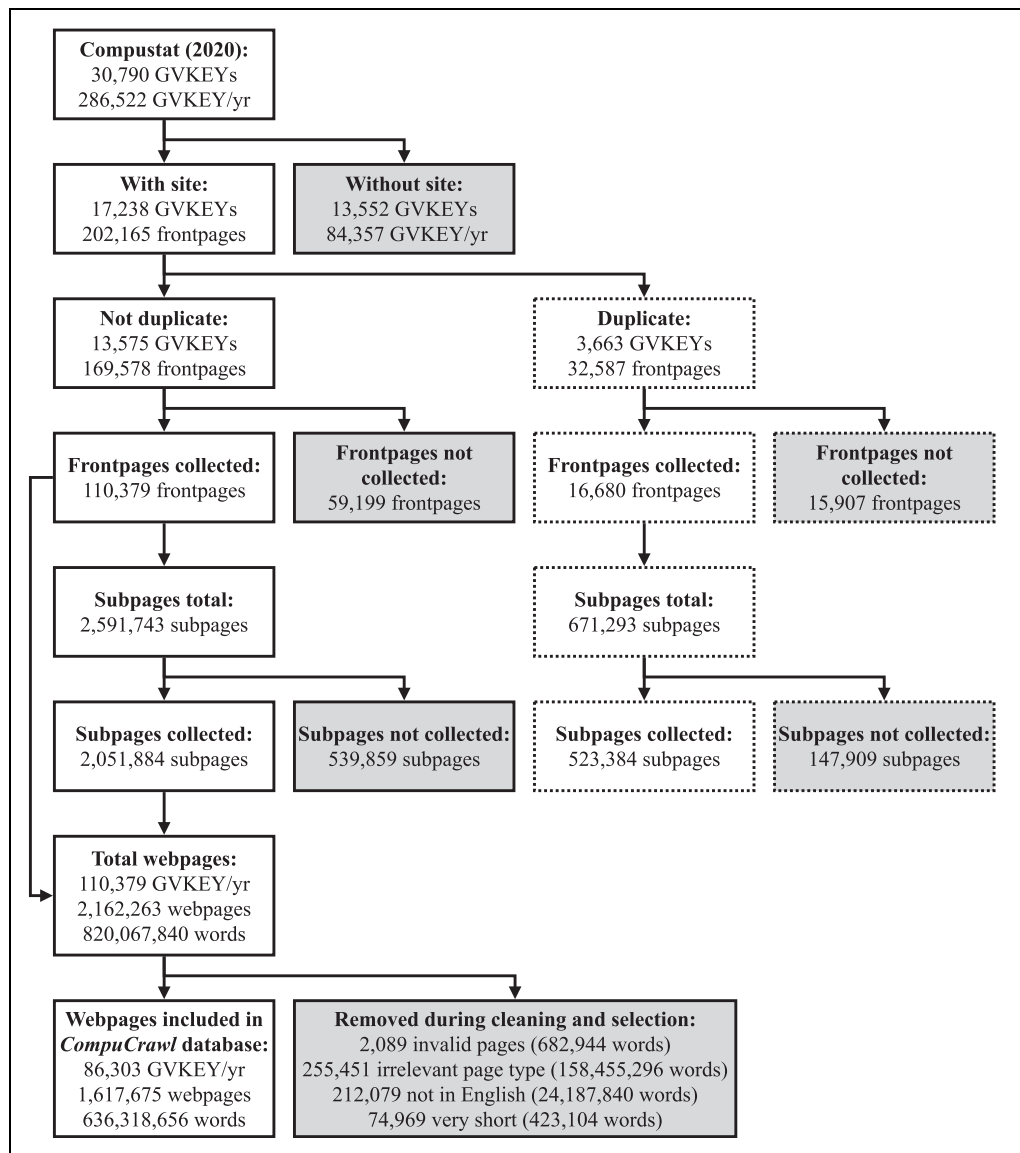 Compustat (2020):
30,790 GVKEYs
286,522 GVKEY/yr
With site:
17,238 GVKEYs
202,165 frontpages
Without site:
13,552 GVKEYs
84,357 GVKEY/yr
Not duplicate:
13,575 GVKEYs
169,578 frontpages
Duplicate:
3,663 GVKEYs
32,587 frontpages
Frontpages collected:
110,379 frontpages
Frontpages not
collected:
59,199 frontpages
Frontpages collected:
16,680 frontpages
Frontpages not
collected:
15,907 frontpages
Subpages total:
2,591,743 subpages
Subpages total:
671,293 subpages
Subpages collected:
2,051,884 subpages
Subpages not collected:
539,859 subpages
Subpages collected:
523,384 subpages
Subpages not collected:
147,909 subpages
Total webpages:
110,379 GVKEY/yr
2,162,263 webpages
820,067,840 words
Webpages included in
CompuCrawl database:
86,303 GVKEY/yr
1,617,675 webpages
636,318,656 words
Removed during cleaning and selection:
2,089 invalid pages (682,944 words)
255,451 irrelevant page type (158,455,296 words)
212,079 not in English (24,187,840 words)
74,969 very short (423,104 words)